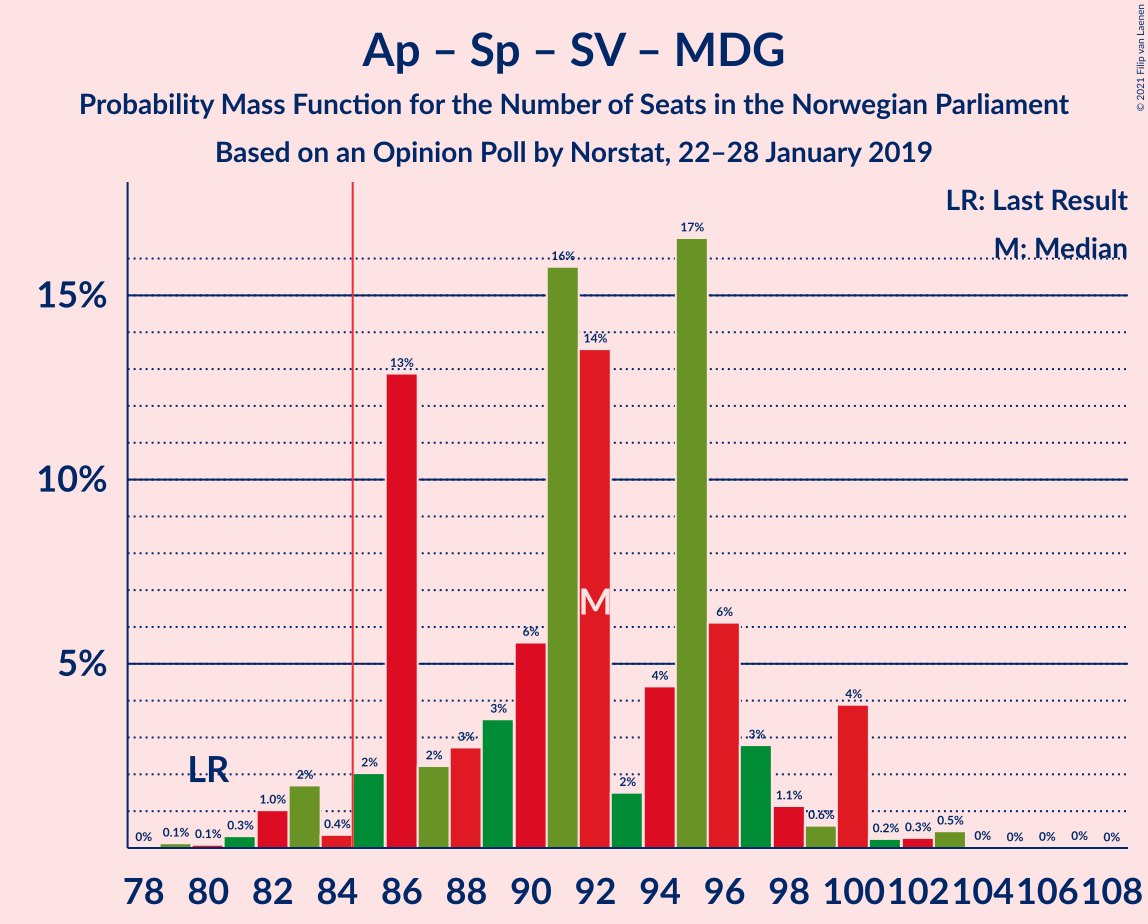 Ap – Sp – SV – MDG
Probability Mass Function for the Number of Seats in the Norwegian Parliament
Based on an Opinion Poll by Norstat, 22–28 January 2019
© 2021 Filip van Laenen
LR: Last Result
M: Median
15%
10%
5%
LR
M
0% 0.1% 0.1% 0.3% 1.0% 2% 0.4% 2% 13% 2% 3% 3% 6% 16% 14% 2% 4% 17% 6% 3% 1.1% 0.6% 4% 0.2% 0.3% 0.5% 0% 0% 0% 0% 0%
78 80 82 84 86 88 90 92 94 96 98 100 102 104 106 108